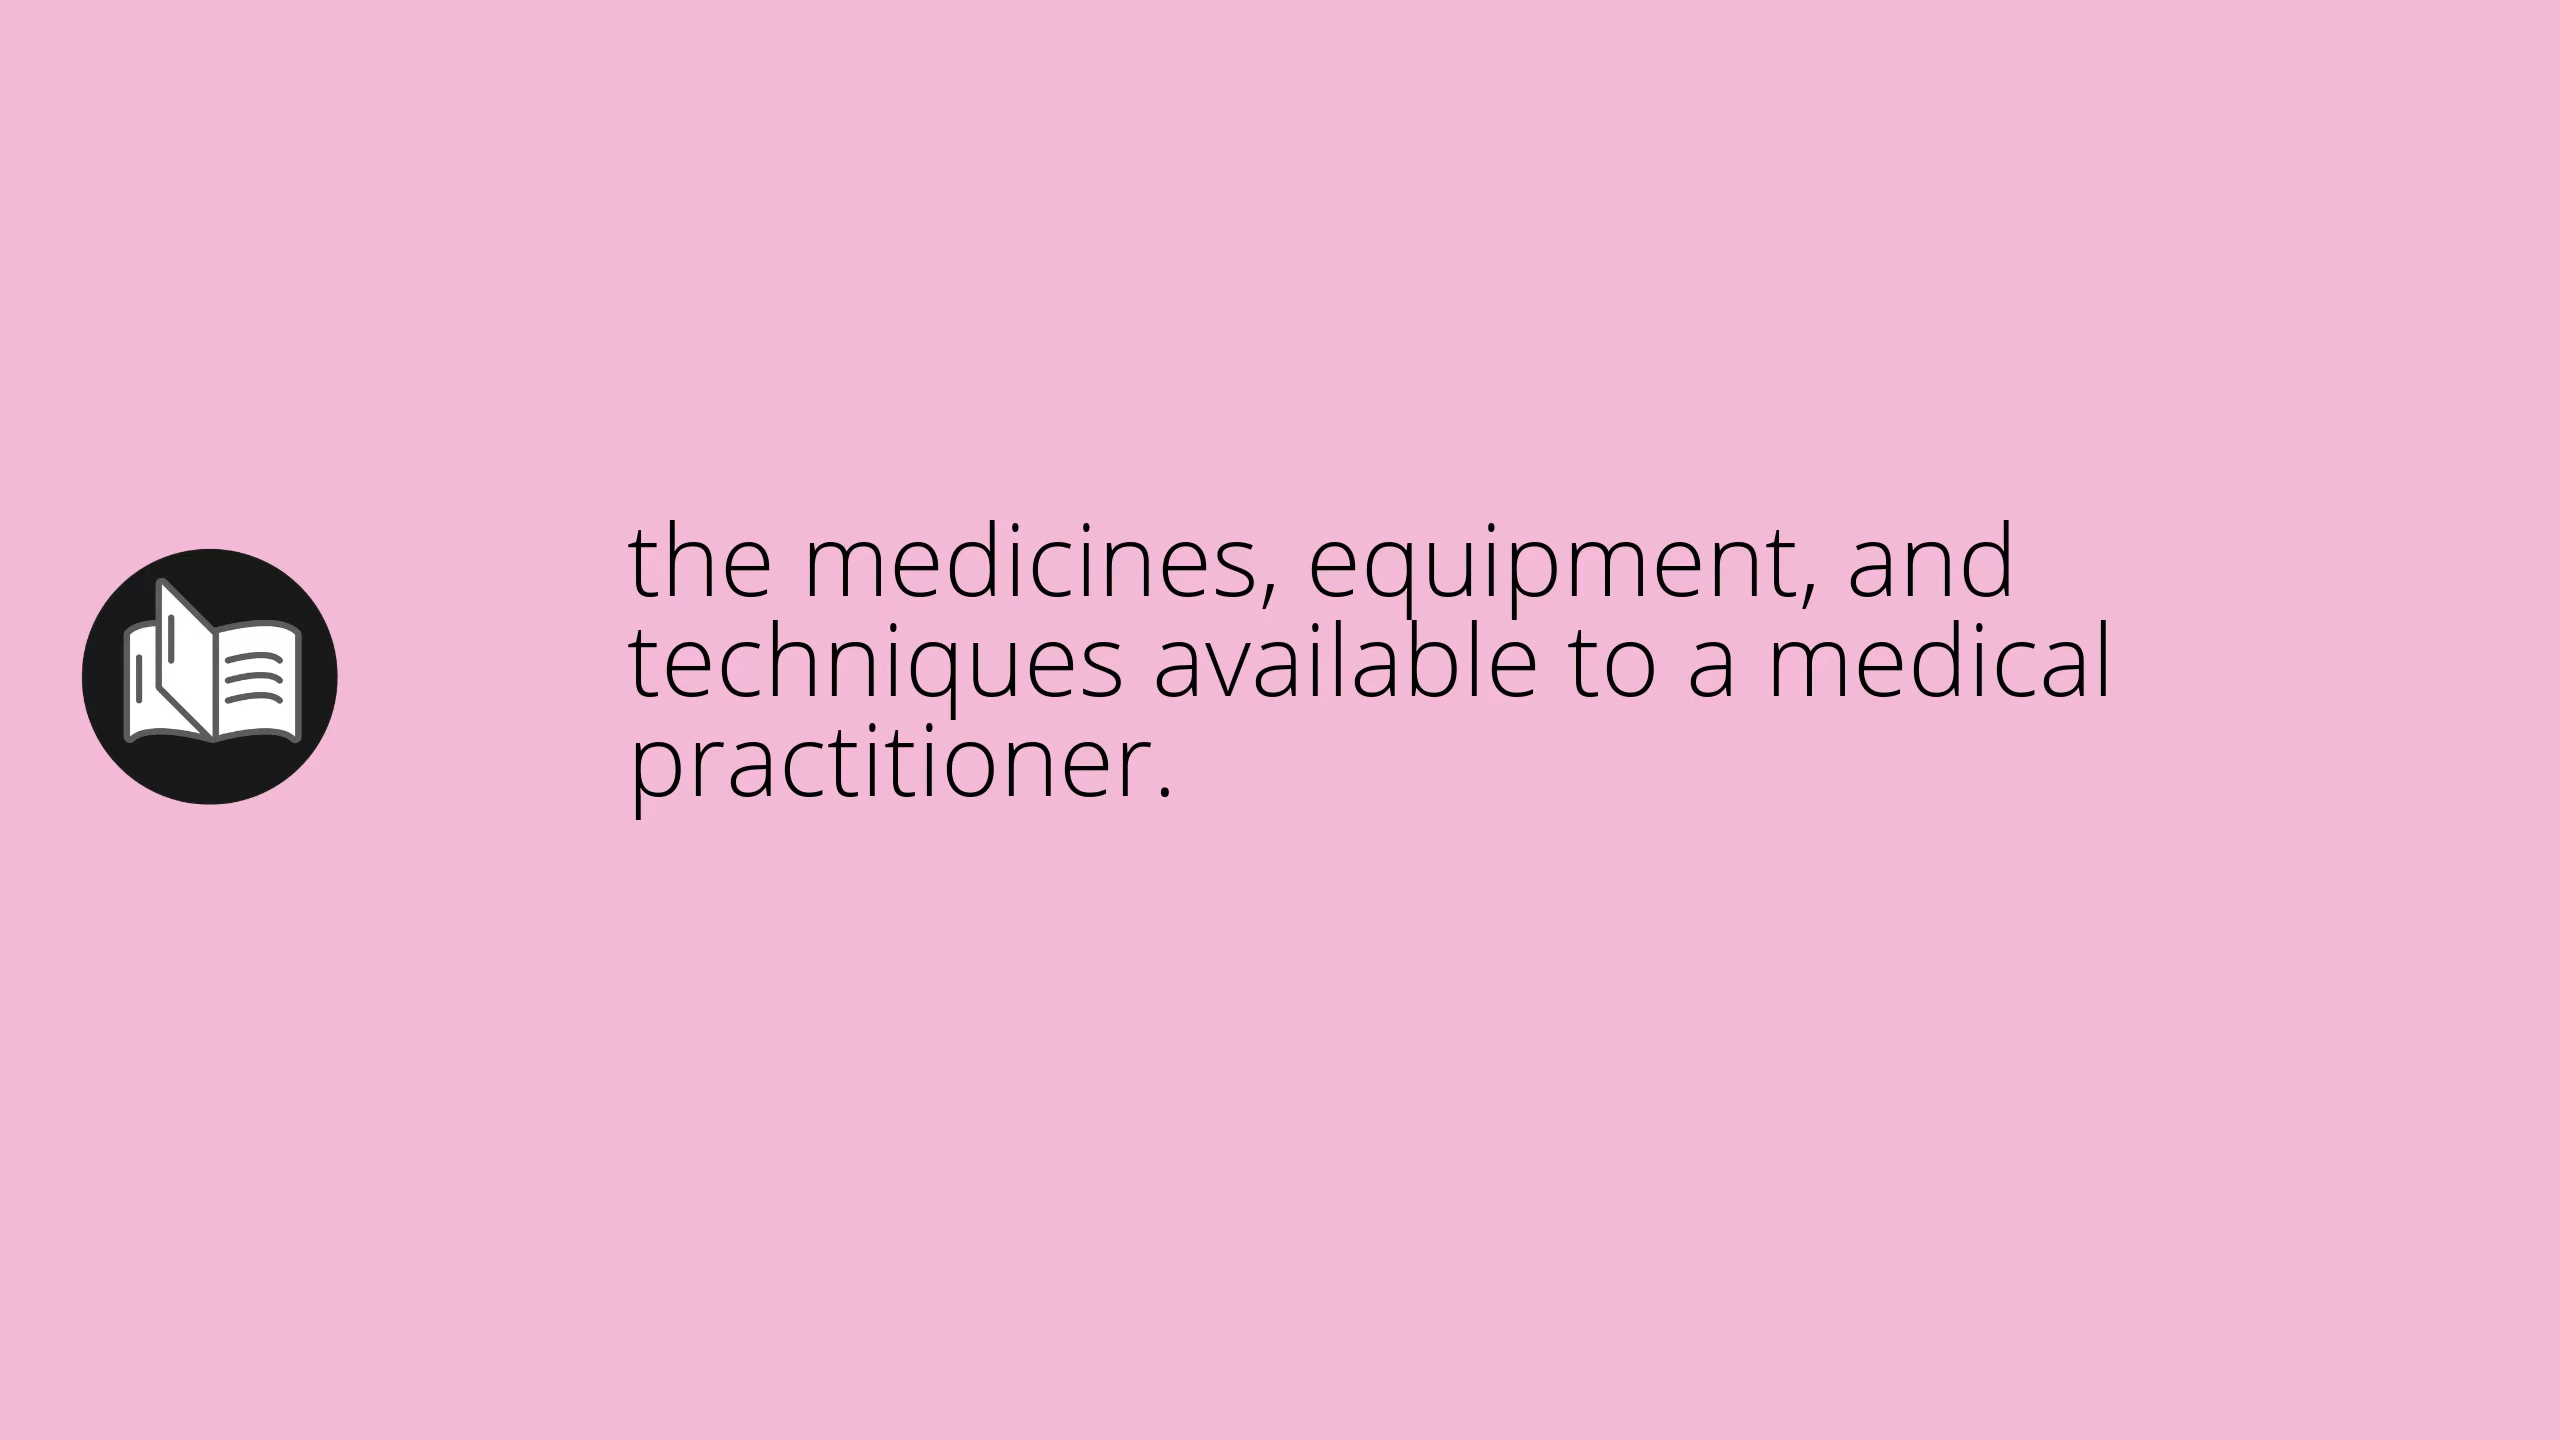 the medicines, equipment, and
techniques available to a medical
practitioner.